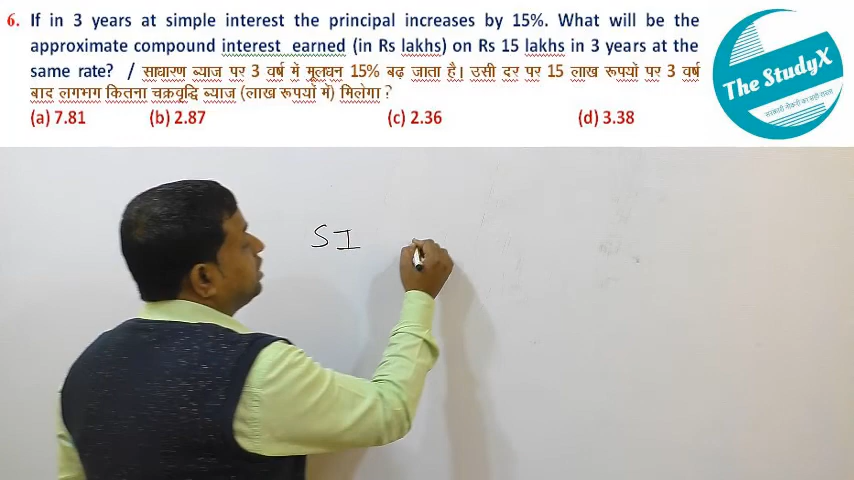 6. If in 3 years at simple interest the principal increases by 15%. What will be the
approximate compound interest earned (in Rs lakhs) on Rs 15 lakhs in 3 years at the
same rate? / साधारण ब्याज पर 3 वर्ष में मूलधन 15% बढ़ जाता है। उसी दर पर 15 लाख रूपयों पर 3 वर्ष
बाद लगभग कितना चक्रवृद्धि ब्याज (लाख रूपयों में) मिलेगा ?
(a) 7.81 (b) 2.87 (c) 2.36 (d) 3.38
The StudyX
सरकारी नौकरी का सही रास्ता
SI